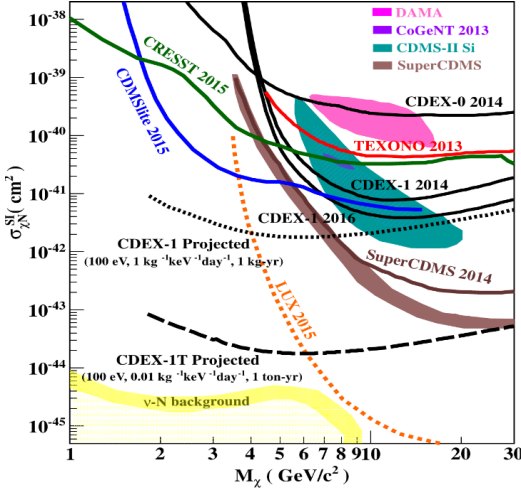 DAMA
CoGeNT 2013
CDMS-II Si
SuperCDMS
10⁻³⁸
10⁻³⁹
10⁻⁴⁰
10⁻⁴¹
10⁻⁴²
10⁻⁴³
10⁻⁴⁴
10⁻⁴⁵
σ^SI_χN (cm²)
CRESST 2015
CDMSlite 2015
CDEX-0 2014
TEXONO 2013
CDEX-1 2014
CDEX-1 2016
CDEX-1 Projected
(100 eV, 1 kg⁻¹keV⁻¹day⁻¹, 1 kg-yr)
SuperCDMS 2014
LUX 2015
CDEX-1T Projected
(100 eV, 0.01 kg⁻¹keV⁻¹day⁻¹, 1 ton-yr)
ν-N background
1 2 3 4 5 6 7 8 9 10 20 30
M_χ ( GeV/c² )